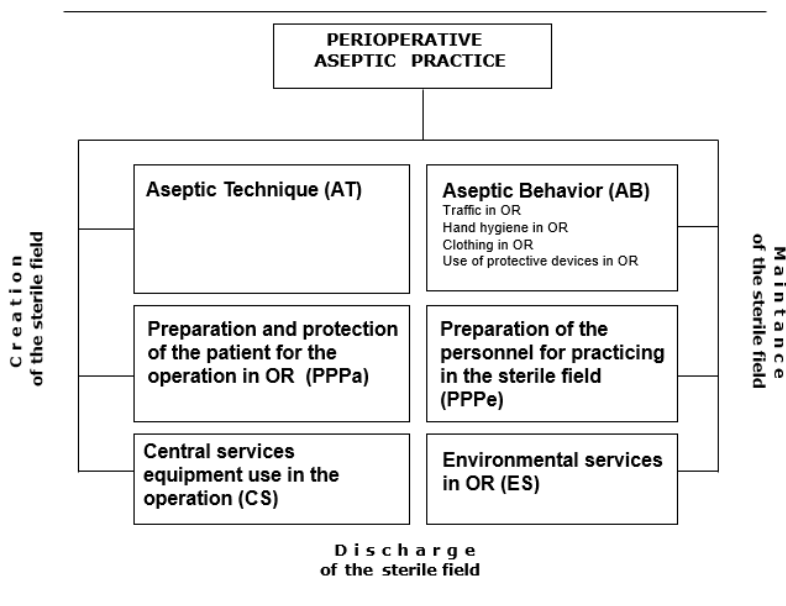 PERIOPERATIVE
ASEPTIC PRACTICE
Aseptic Technique (AT)
Aseptic Behavior (AB)
Traffic in OR
Hand hygiene in OR
Clothing in OR
Use of protective devices in OR
Creation
of the sterile field
Maintance
of the sterile field
Preparation and protection
of the patient for the
operation in OR (PPPa)
Preparation of the
personnel for practicing
in the sterile field
(PPPe)
Central services
equipment use in the
operation (CS)
Environmental services
in OR (ES)
Discharge
of the sterile field